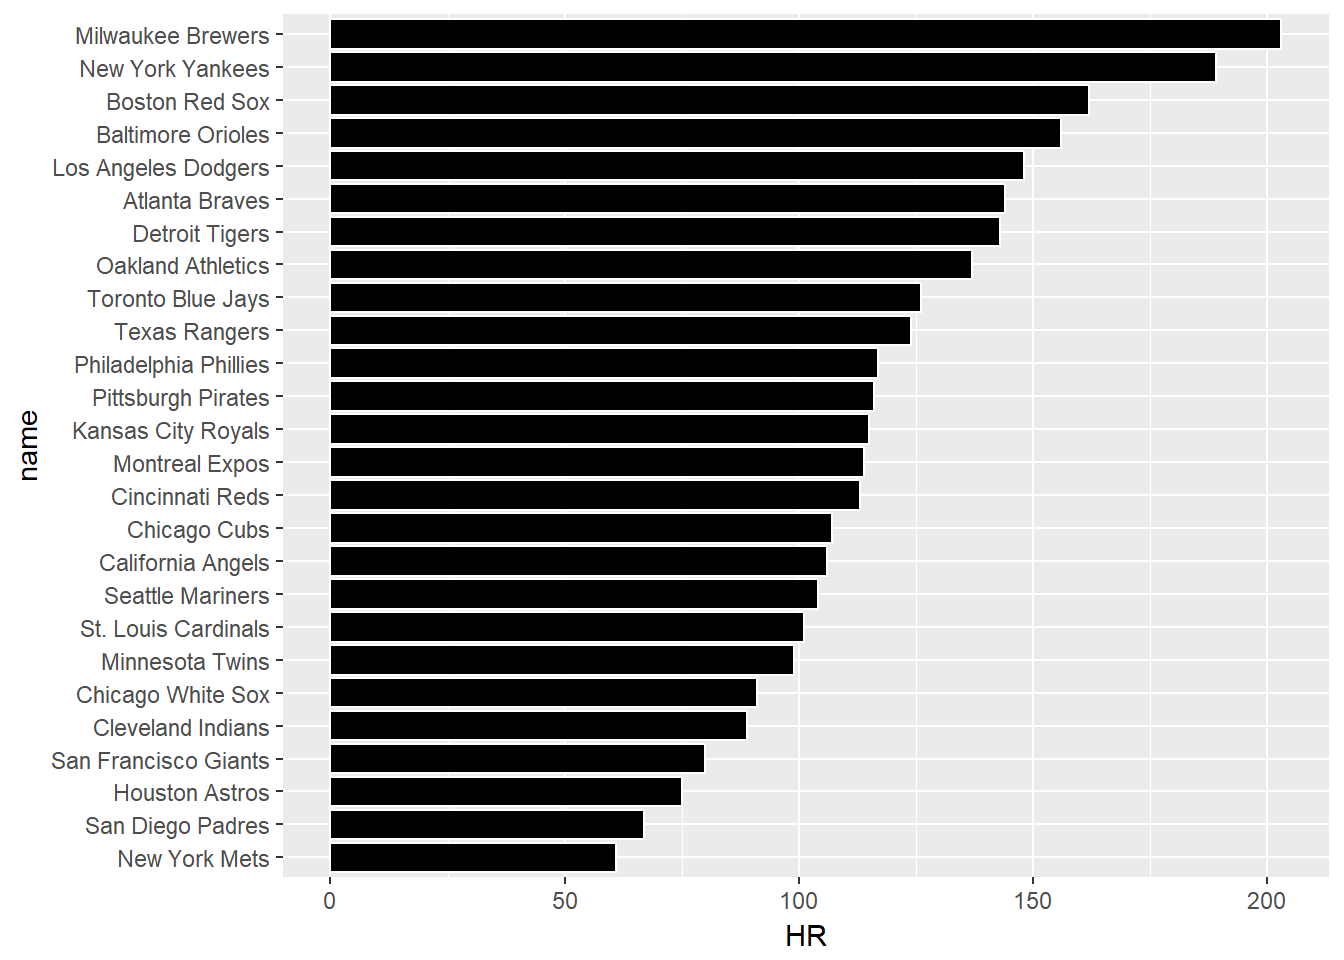 Milwaukee Brewers
New York Yankees
Boston Red Sox
Baltimore Orioles
Los Angeles Dodgers
Atlanta Braves
Detroit Tigers
Oakland Athletics
Toronto Blue Jays
Texas Rangers
Philadelphia Phillies
Pittsburgh Pirates
Kansas City Royals
Montreal Expos
Cincinnati Reds
Chicago Cubs
California Angels
Seattle Mariners
St. Louis Cardinals
Minnesota Twins
Chicago White Sox
Cleveland Indians
San Francisco Giants
Houston Astros
San Diego Padres
New York Mets
name
0 50 100 150 200
HR